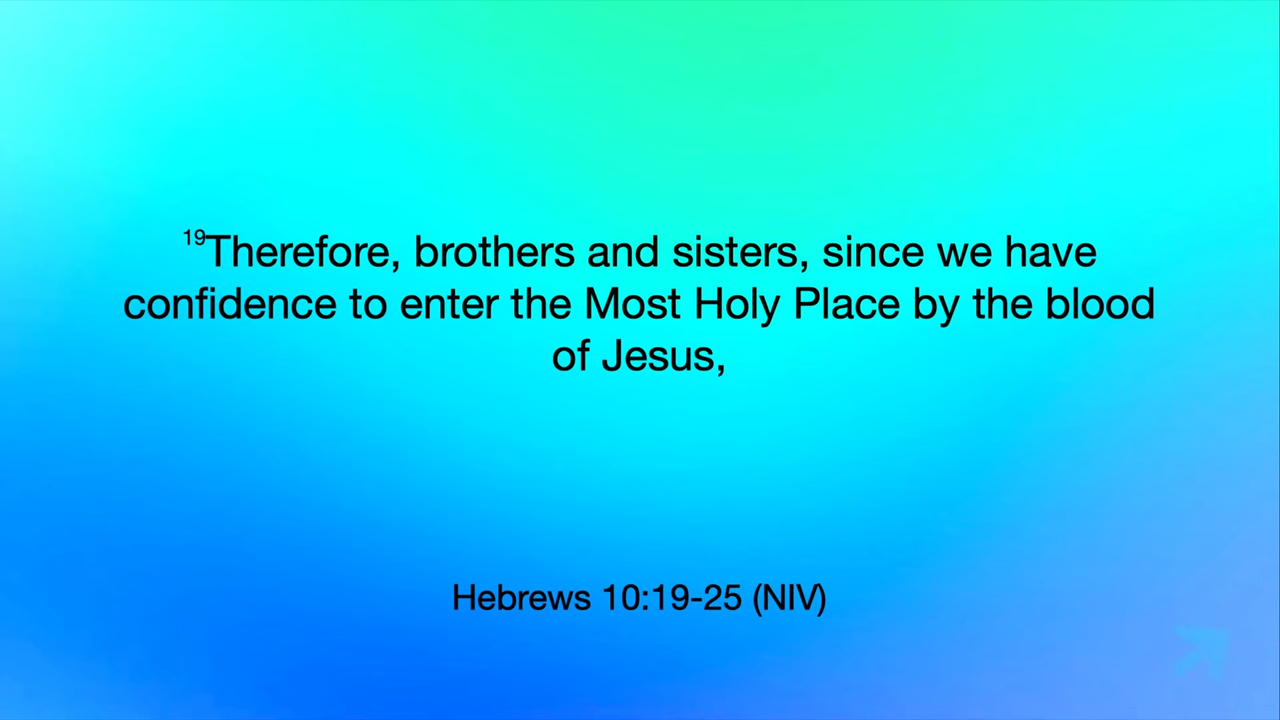 19Therefore, brothers and sisters, since we have
confidence to enter the Most Holy Place by the blood
of Jesus,
Hebrews 10:19-25 (NIV)